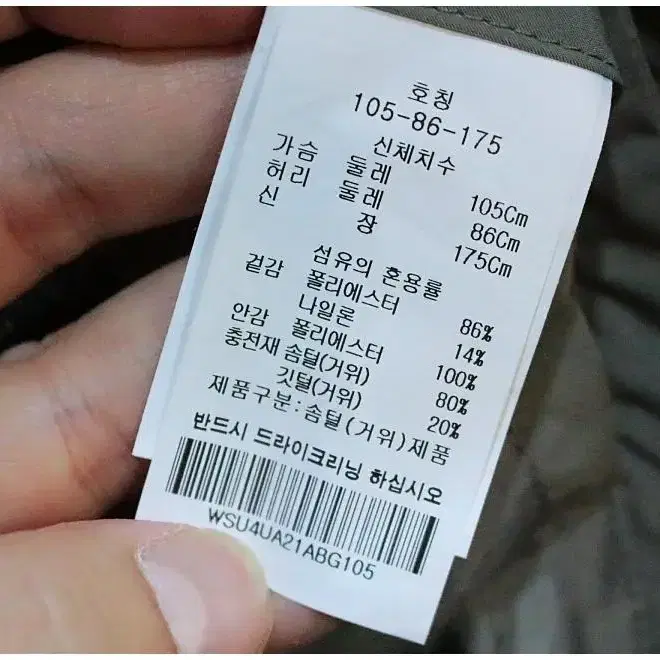 호칭
105-86-175
신체치수
가슴 둘레 105Cm
허리 둘레 86Cm
신 장 175Cm
섬유의 혼용률
겉감 폴리에스터 86%
나일론 14%
안감 폴리에스터 100%
충전재 솜털(거위) 80%
깃털(거위) 20%
제품구분:솜털(거위)제품
반드시 드라이크리닝 하십시오
WSU4UA21ABG105